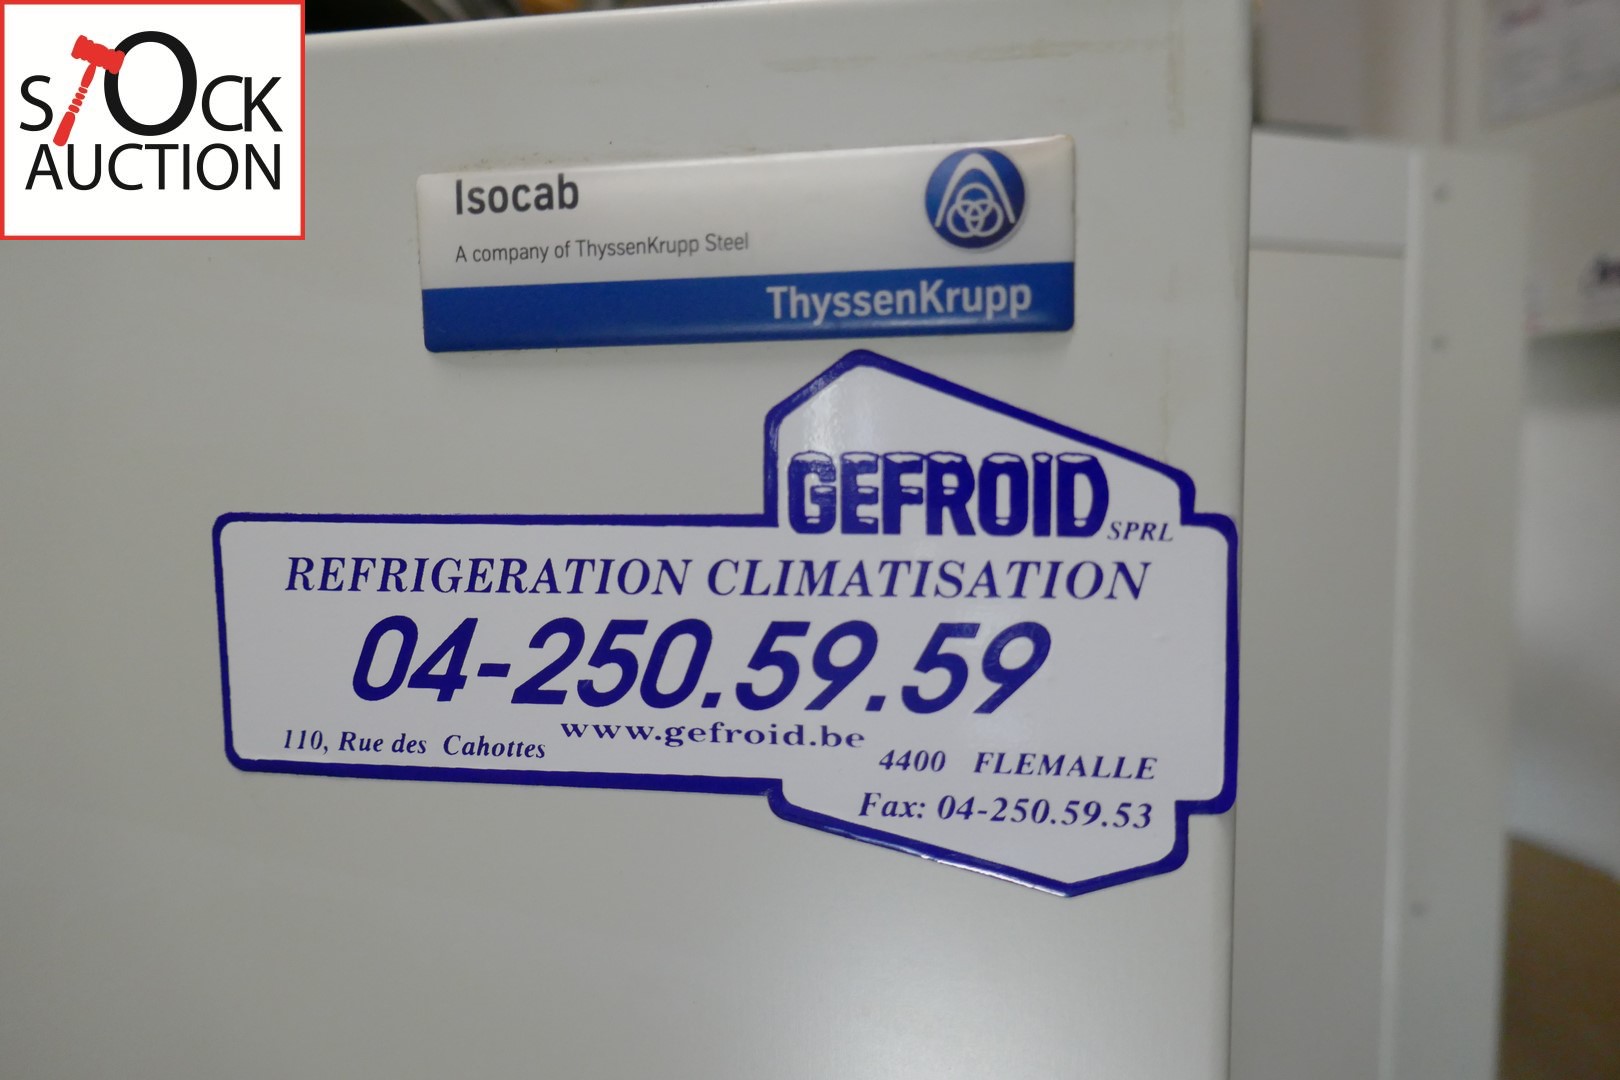 STOCK
AUCTION
Isocab
A company of ThyssenKrupp Steel
ThyssenKrupp
GEFROID SPRL
REFRIGERATION CLIMATISATION
04-250.59.59
www.gefroid.be
110, Rue des Cahottes
4400 FLEMALLE
Fax: 04-250.59.53